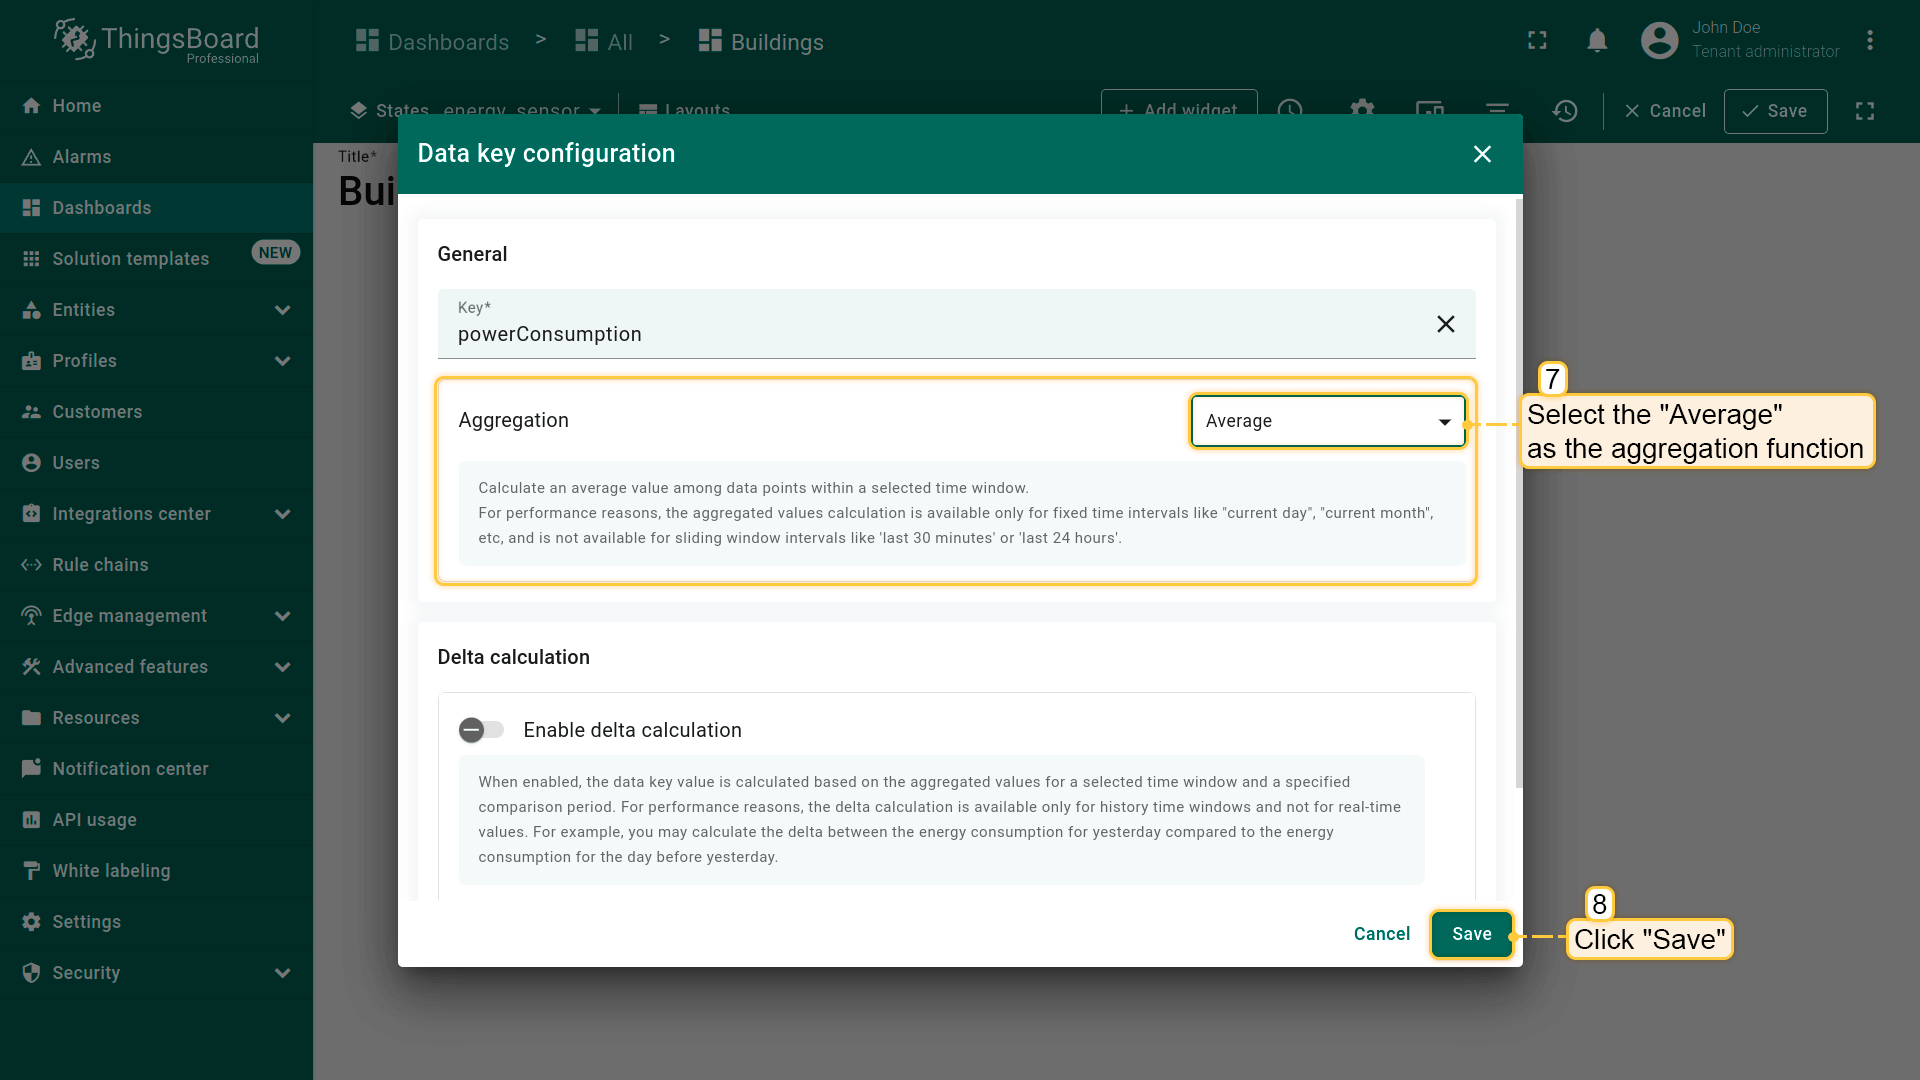 ThingsBoard
Professional
Dashboards > All > Buildings
John Doe
Tenant administrator
Home
Alarms
Dashboards
Solution templates NEW
Entities
Profiles
Customers
Users
Integrations center
Rule chains
Edge management
Advanced features
Resources
Notification center
API usage
White labeling
Settings
Security
States energy_sensor Layouts + Add widget Cancel Save
Title*
Bui
Data key configuration
General
Key*
powerConsumption
Aggregation
Average
Calculate an average value among data points within a selected time window.
For performance reasons, the aggregated values calculation is available only for fixed time intervals like "current day", "current month",
etc, and is not available for sliding window intervals like 'last 30 minutes' or 'last 24 hours'.
7
Select the "Average"
as the aggregation function
Delta calculation
Enable delta calculation
When enabled, the data key value is calculated based on the aggregated values for a selected time window and a specified
comparison period. For performance reasons, the delta calculation is available only for history time windows and not for real-time
values. For example, you may calculate the delta between the energy consumption for yesterday compared to the energy
consumption for the day before yesterday.
Cancel
Save
8
Click "Save"